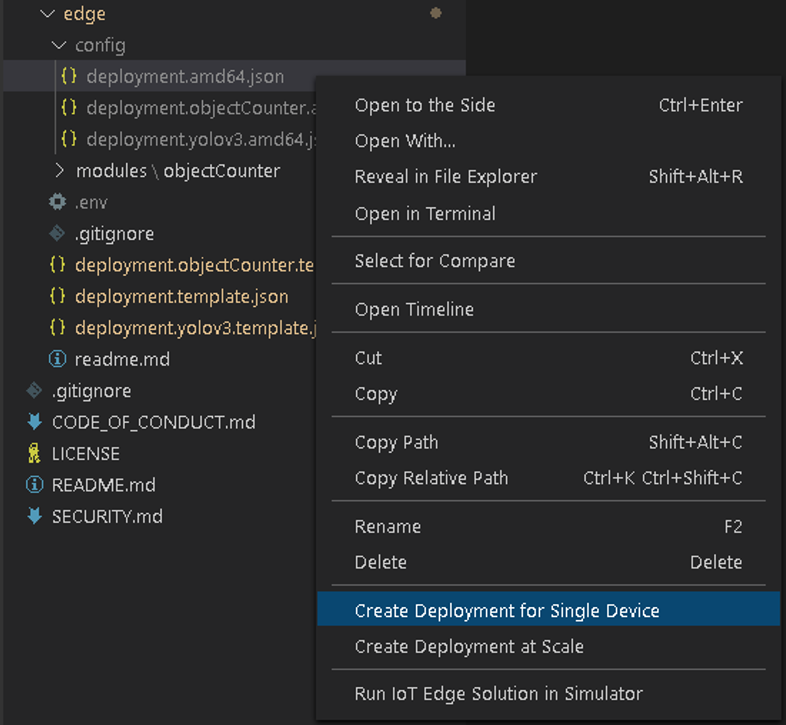 edge
config
deployment.amd64.json
deployment.objectCounter.a
deployment.yolov3.amd64.js
modules \ objectCounter
.env
.gitignore
deployment.objectCounter.te
deployment.template.json
deployment.yolov3.template.j
readme.md
.gitignore
CODE_OF_CONDUCT.md
LICENSE
README.md
SECURITY.md
Open to the Side Ctrl+Enter
Open With...
Reveal in File Explorer Shift+Alt+R
Open in Terminal
Select for Compare
Open Timeline
Cut Ctrl+X
Copy Ctrl+C
Copy Path Shift+Alt+C
Copy Relative Path Ctrl+K Ctrl+Shift+C
Rename F2
Delete Delete
Create Deployment for Single Device
Create Deployment at Scale
Run IoT Edge Solution in Simulator